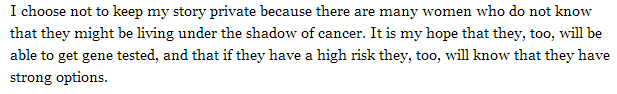 I choose not to keep my story private because there are many women who do not know
that they might be living under the shadow of cancer. It is my hope that they, too, will be
able to get gene tested, and that if they have a high risk they, too, will know that they have
strong options.